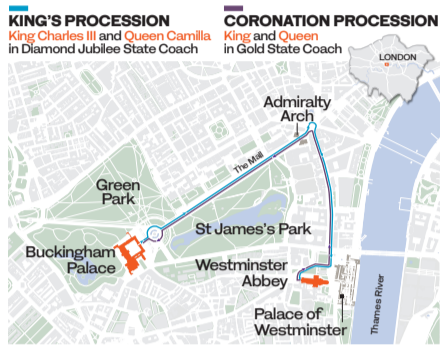 KING'S PROCESSION
King Charles III and Queen Camilla
in Diamond Jubilee State Coach
CORONATION PROCESSION
King and Queen
in Gold State Coach
LONDON
Admiralty
Arch
The Mall
Green
Park
St James's Park
Buckingham
Palace
Westminster
Abbey
Palace of
Westminster
Thames River